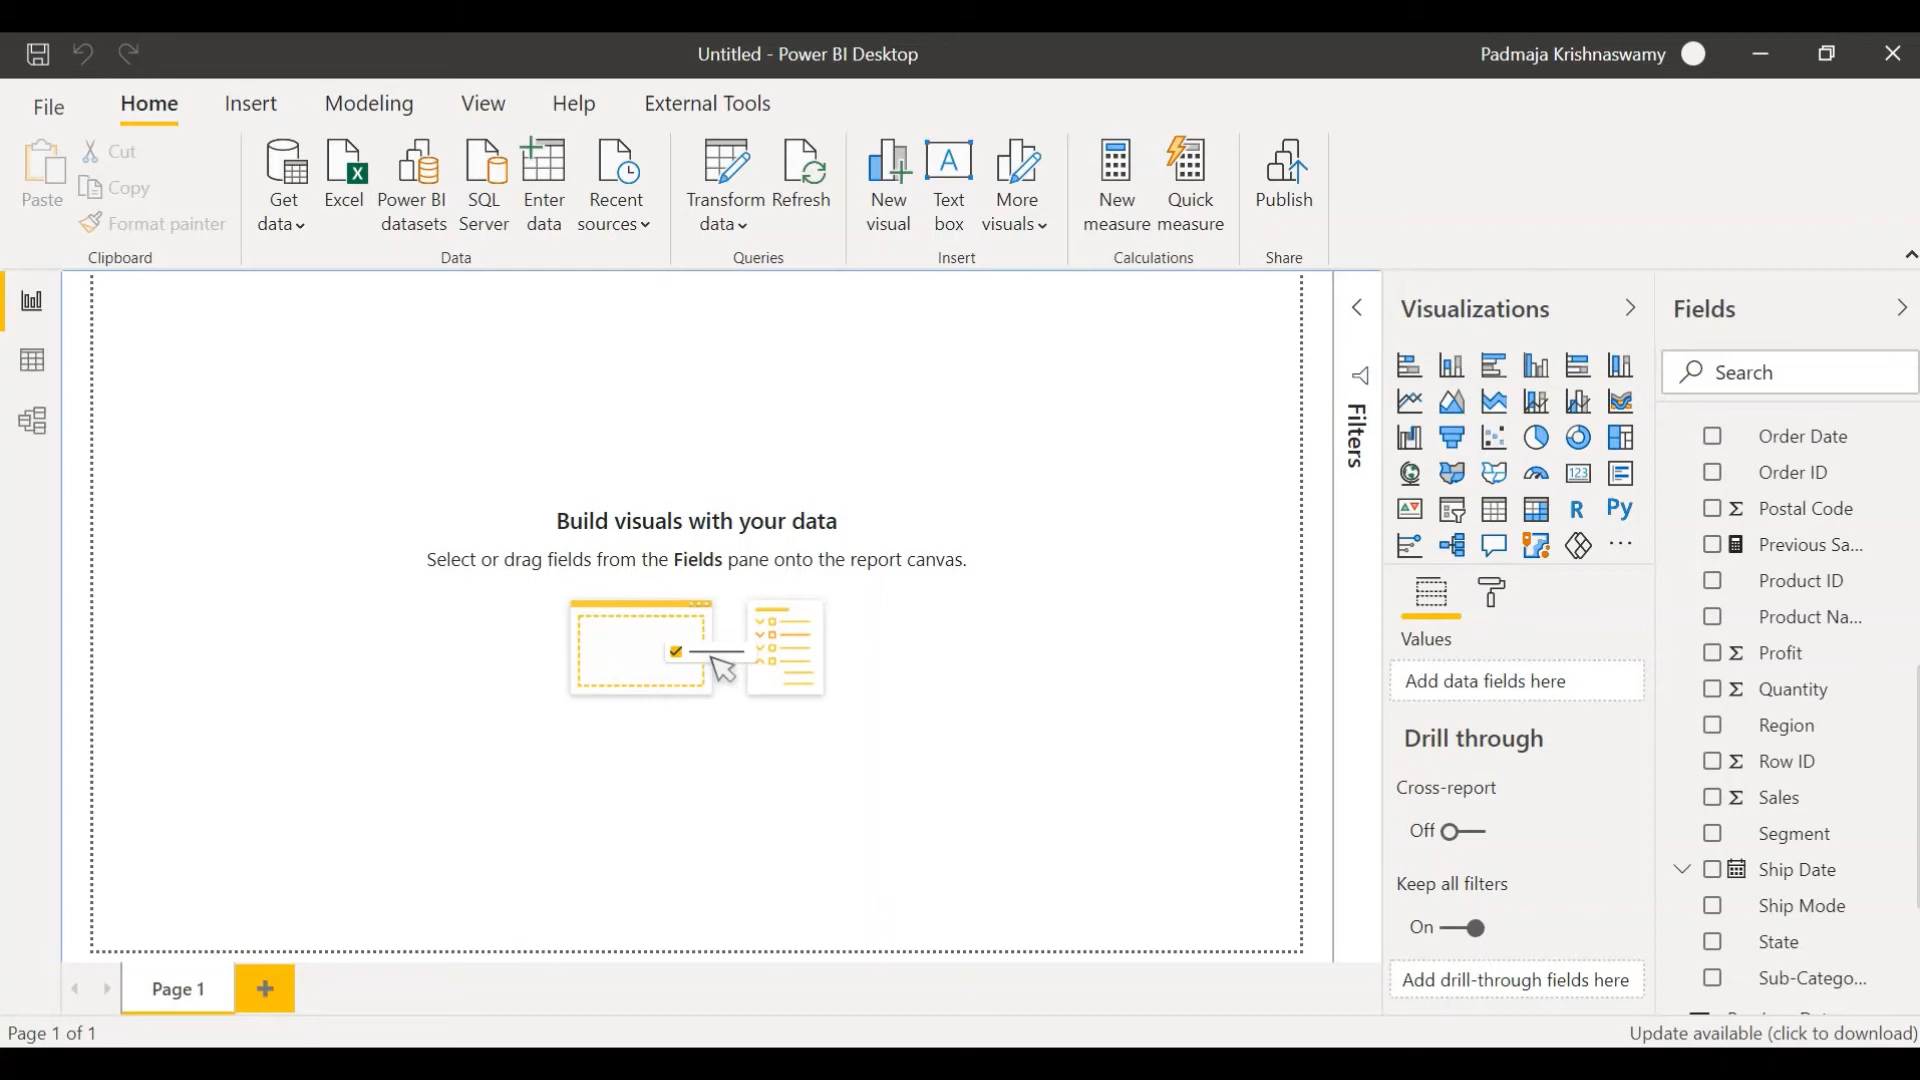 Untitled - Power BI Desktop
Padmaja Krishnaswamy
File
Home
Insert
Modeling
View
Help
External Tools
Paste
Cut
Copy
Format painter
Clipboard
Get data
Excel
Power BI datasets
SQL Server
Enter data
Recent sources
Data
Transform data
Refresh
Queries
New visual
Text box
More visuals
Insert
New measure
Quick measure
Calculations
Publish
Share
Build visuals with your data
Select or drag fields from the Fields pane onto the report canvas.
Filters
Visualizations
R
Py
123
Values
Add data fields here
Drill through
Cross-report
Off
Keep all filters
On
Add drill-through fields here
Fields
Search
Order Date
Order ID
Σ Postal Code
Previous Sa...
Product ID
Product Na...
Σ Profit
Σ Quantity
Region
Σ Row ID
Σ Sales
Segment
Ship Date
Ship Mode
State
Sub-Catego...
Page 1
Page 1 of 1
Update available (click to download)